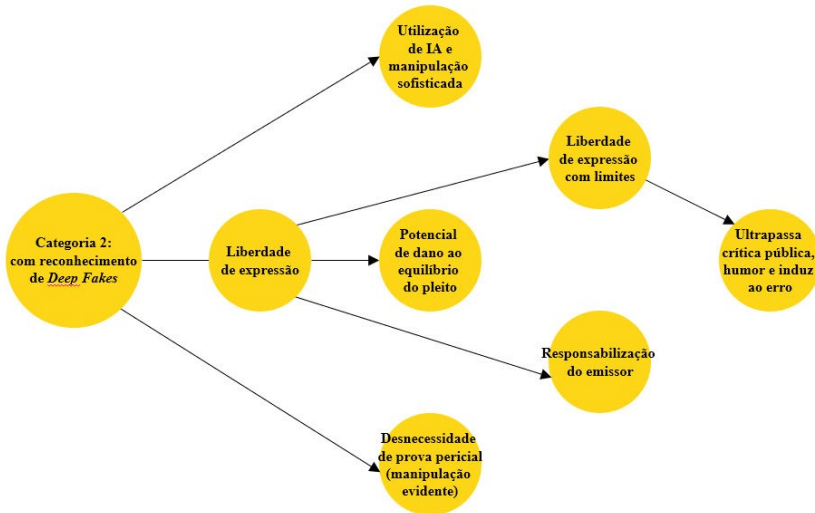 Utilização
de IA e
manipulação
sofisticada
Liberdade
de expressão
com limites
Categoria 2:
com reconhecimento
de Deep Fakes
Liberdade
de expressão
Potencial
de dano ao
equilíbrio
do pleito
Ultrapassa
crítica pública,
humor e induz
ao erro
Responsabilização
do emissor
Desnecessidade
de prova pericial
(manipulação
evidente)